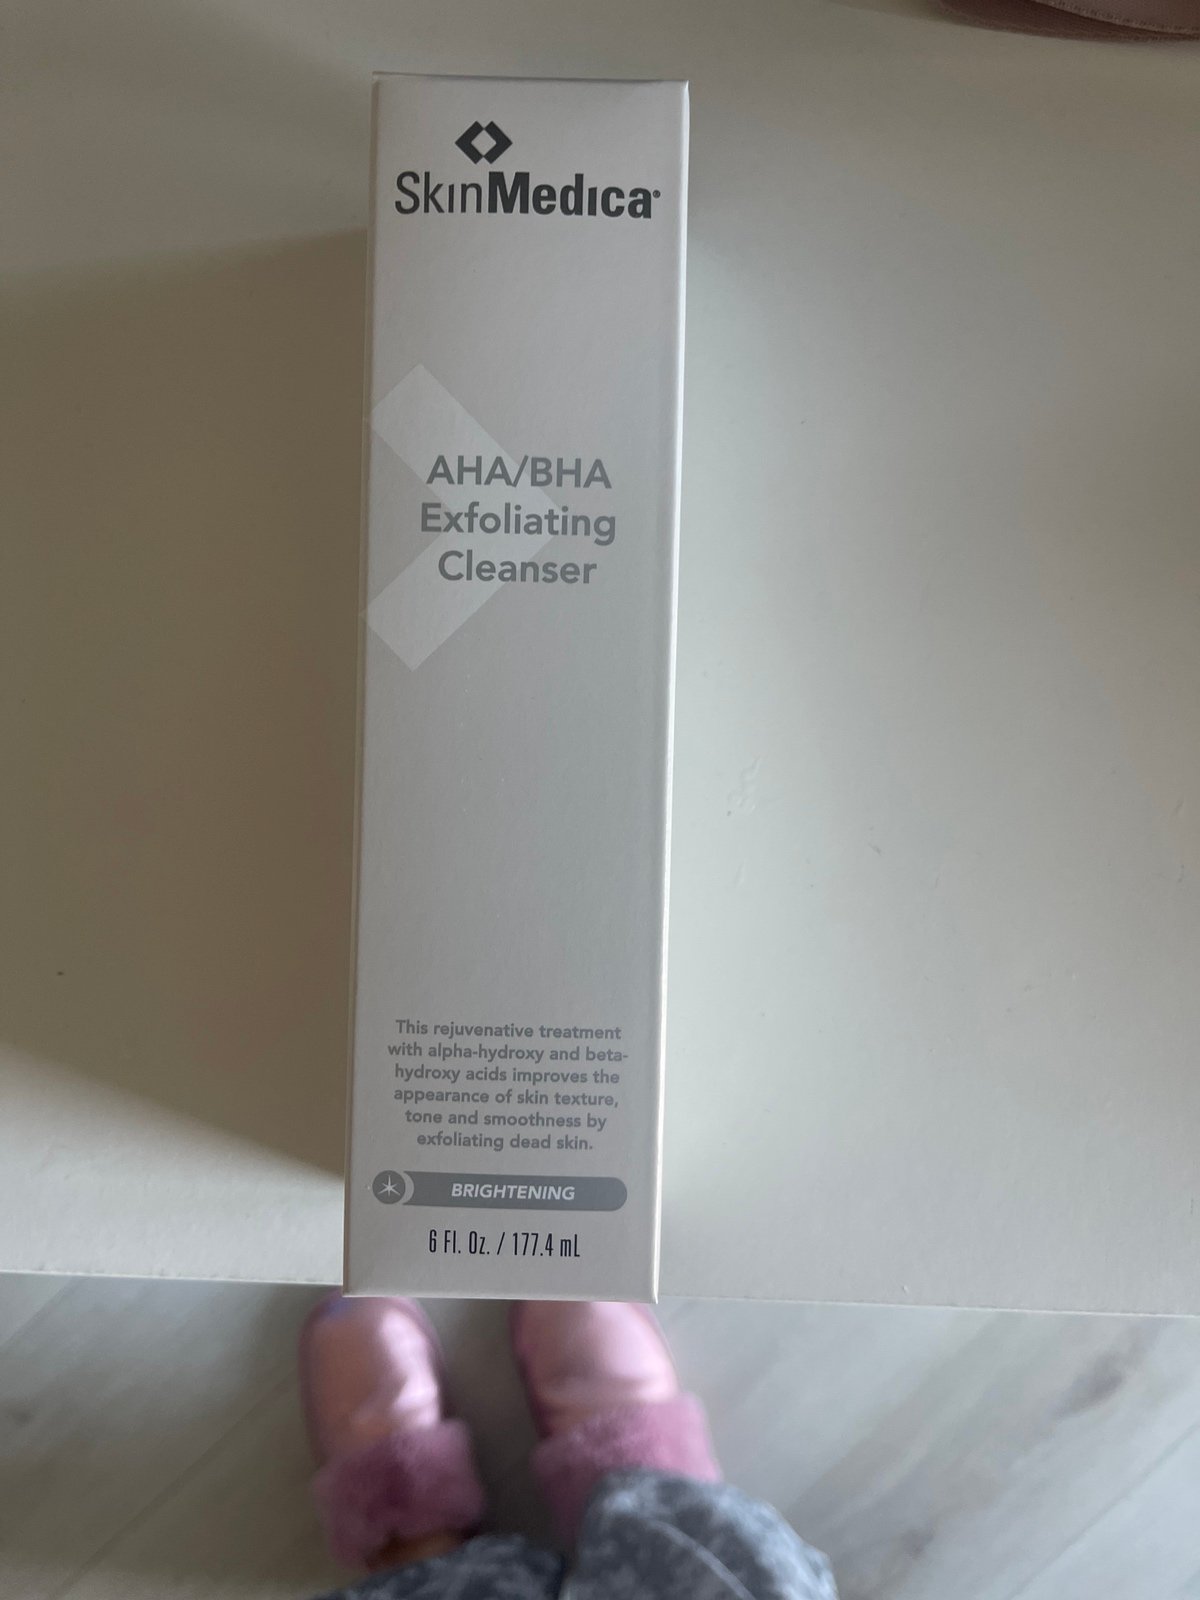 SkinMedica®
AHA/BHA
Exfoliating
Cleanser
This rejuvenative treatment
with alpha-hydroxy and beta-
hydroxy acids improves the
appearance of skin texture,
tone and smoothness by
exfoliating dead skin.
BRIGHTENING
6 Fl. Oz. / 177.4 mL